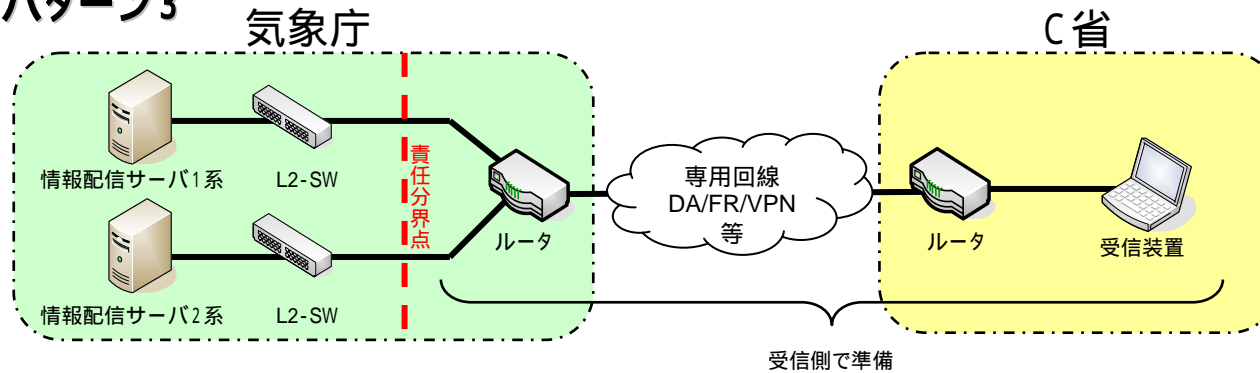 パターン3
気象庁
C省
情報配信サーバ1系
L2-SW
責任分界点
ルータ
専用回線
DA/FR/VPN
等
ルータ
受信装置
情報配信サーバ2系
L2-SW
受信側で準備